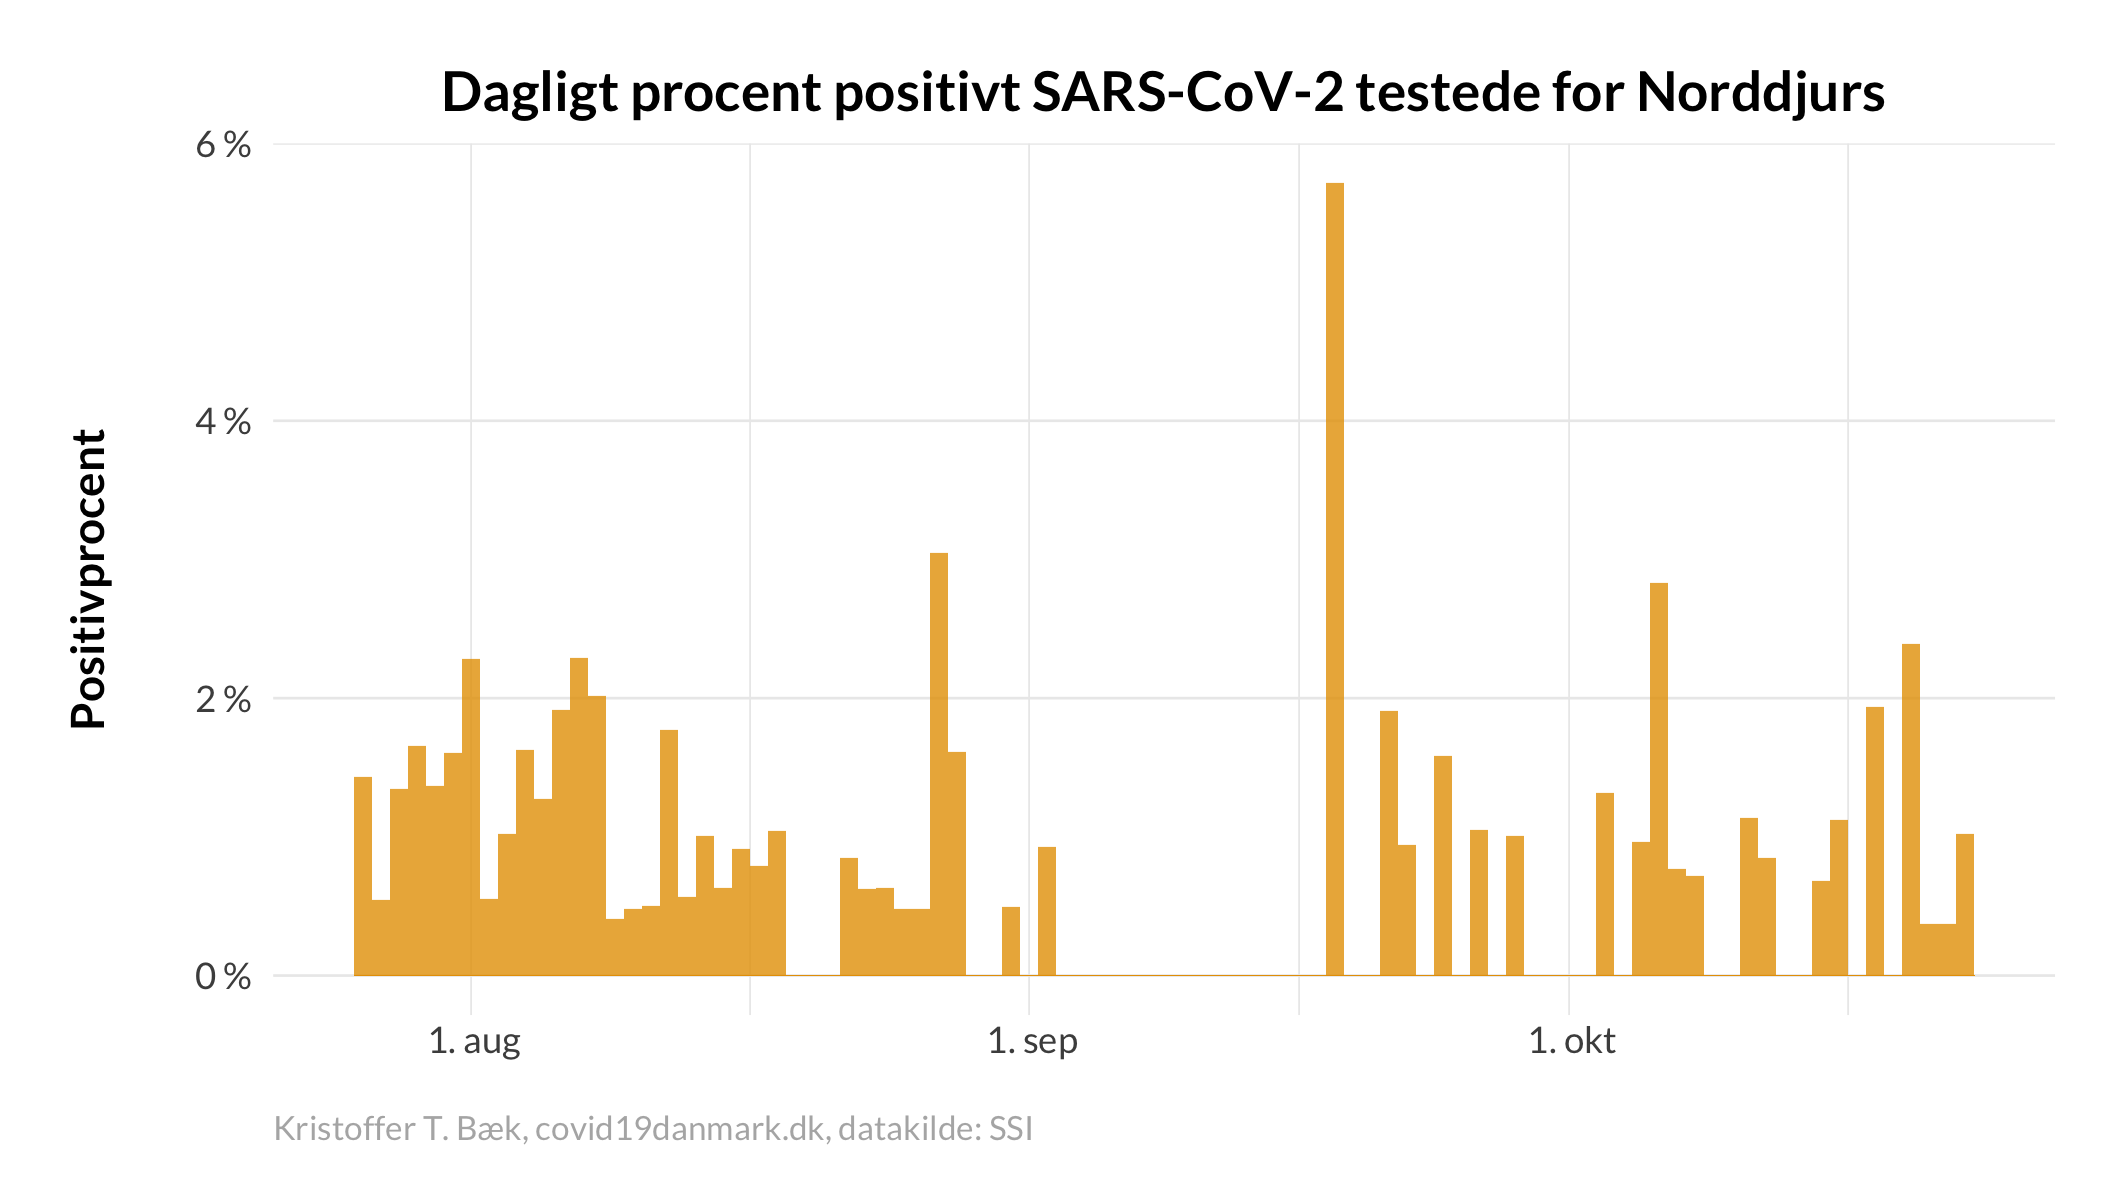 Dagligt procent positivt SARS-CoV-2 testede for Norddjurs
Positivprocent
6 %
4 %
2 %
0 %
1. aug
1. sep
1. okt
Kristoffer T. Bæk, covid19danmark.dk, datakilde: SSI